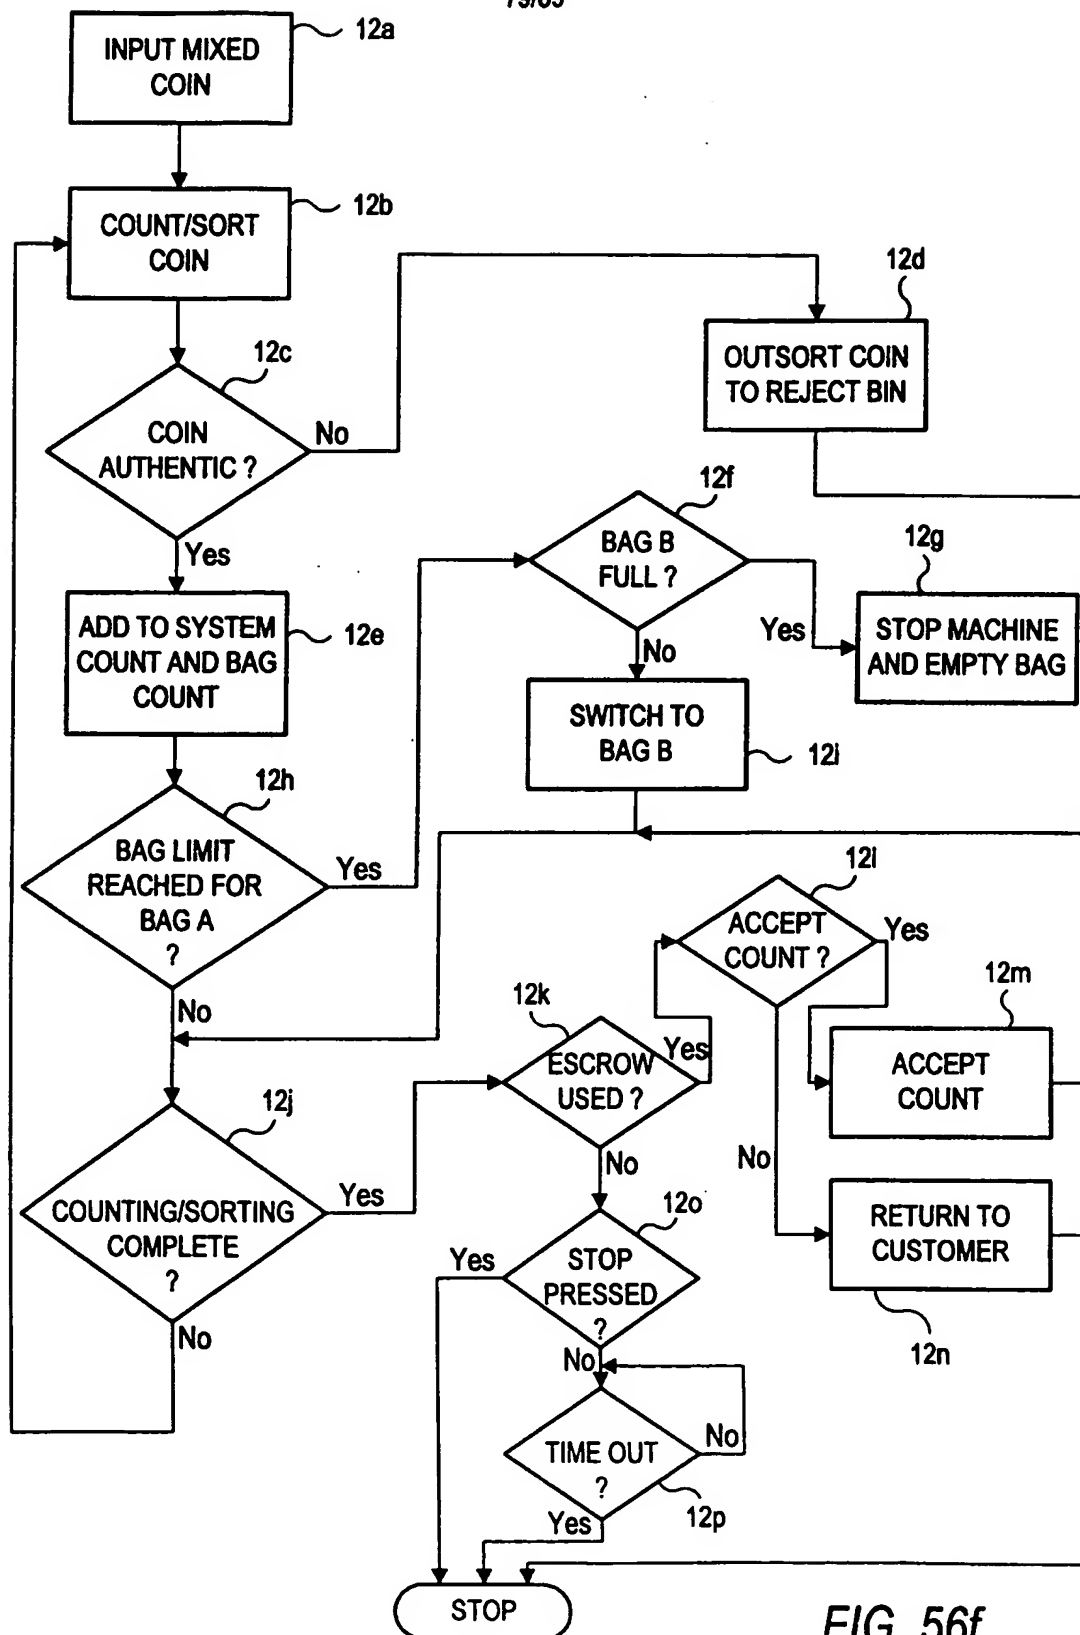 12a
INPUT MIXED
COIN
12b
COUNT/SORT
COIN
12c
COIN
AUTHENTIC ?
No
Yes
12d
OUTSORT COIN
TO REJECT BIN
ADD TO SYSTEM
COUNT AND BAG
COUNT
12e
12f
BAG B
FULL ?
Yes
No
12g
STOP MACHINE
AND EMPTY BAG
SWITCH TO
BAG B
12i
12h
BAG LIMIT
REACHED FOR
BAG A
?
Yes
No
12l
ACCEPT
COUNT ?
Yes
No
12k
ESCROW
USED ?
Yes
No
12m
ACCEPT
COUNT
12j
COUNTING/SORTING
COMPLETE
?
Yes
No
RETURN TO
CUSTOMER
12n
12o
STOP
PRESSED
?
Yes
No
TIME OUT
?
No
Yes
12p
STOP
FIG. 56f